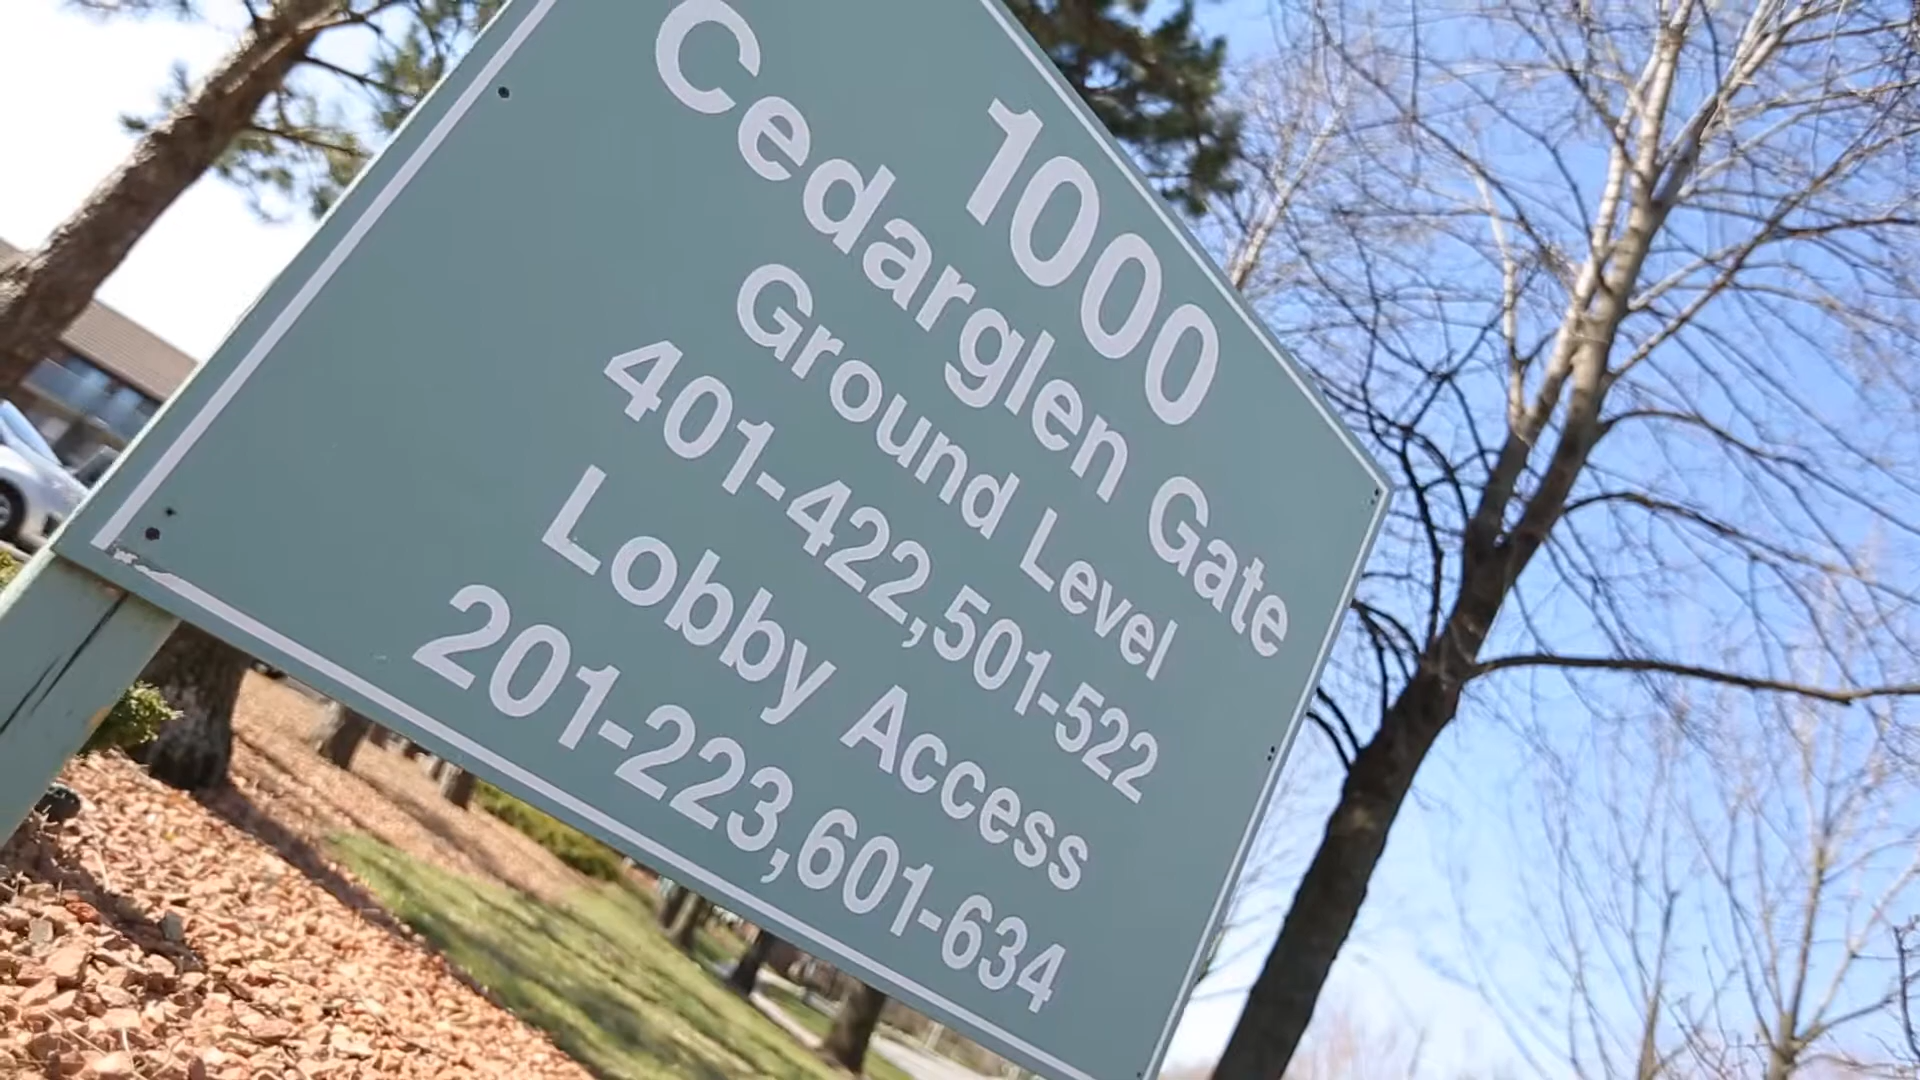 1000
Cedarglen Gate
Ground Level
401-422,501-522
Lobby Access
201-223,601-634